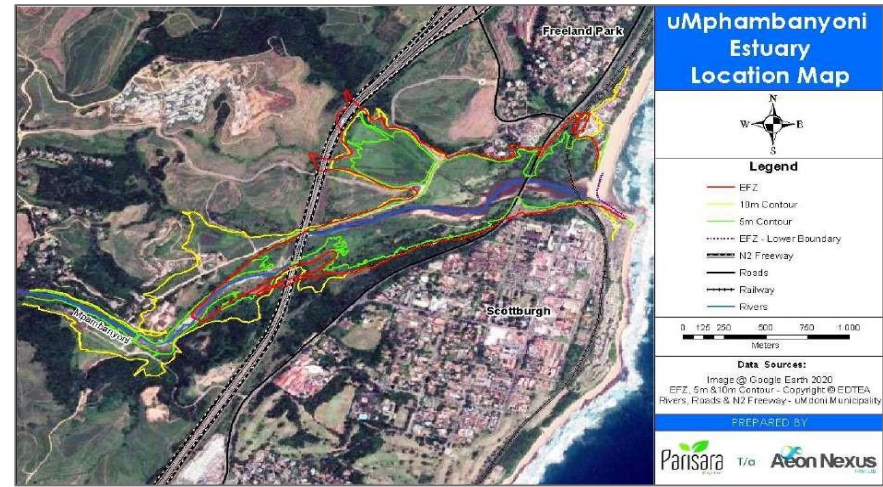 uMphambanyoni
Estuary
Location Map
N
W E
S
Legend
EFZ
10m Contour
5m Contour
EFZ - Lower Boundary
N2 Freeway
Roads
Railway
Rivers
0 125 250 500 750 1 000
Meters
Data Sources:
Image @ Google Earth 2020
EFZ, 5m &10m Contour - Copyright © EDTEA
Rivers, Roads & N2 Freeway - uMdoni Municipality
PREPARED BY
Parisara T/a Aeon Nexus
Freeland Park
Scottburgh
Mpambanyoni